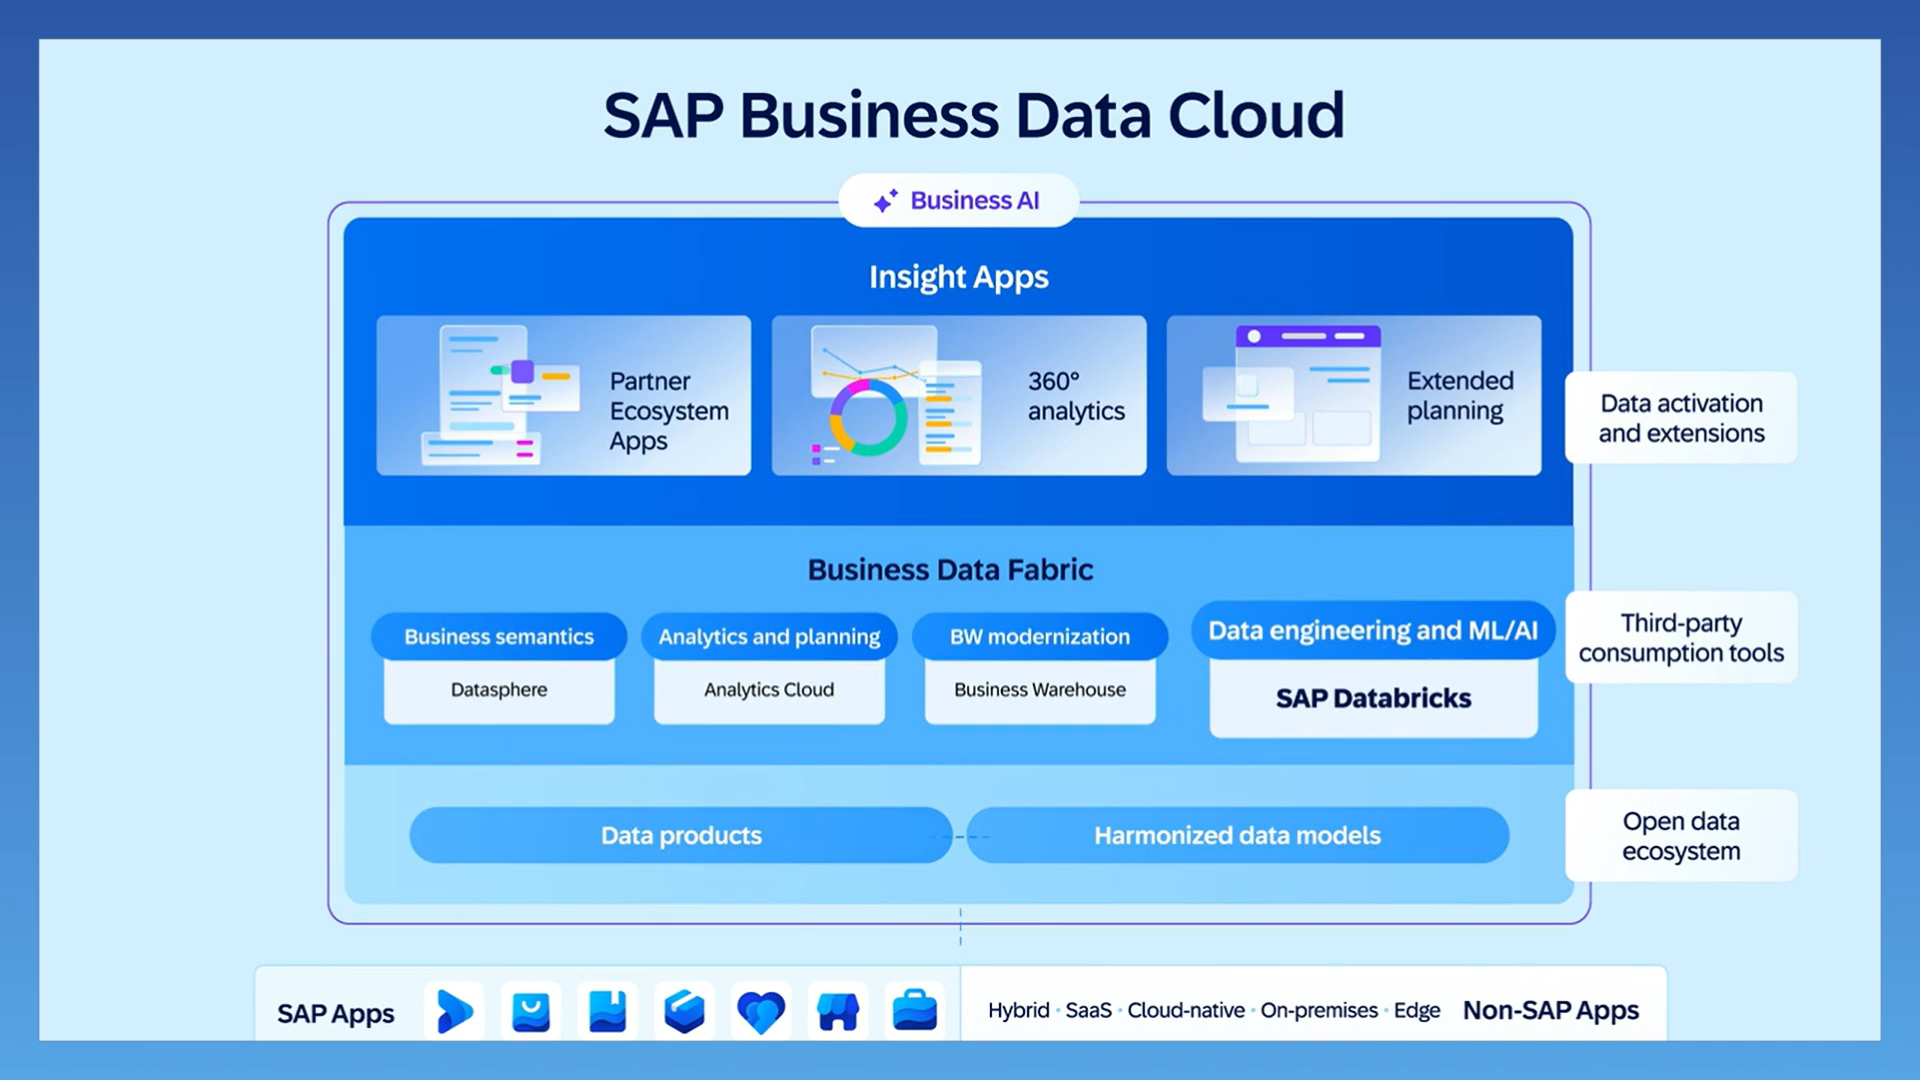 SAP Business Data Cloud
Business AI
Insight Apps
Partner
Ecosystem
Apps
360°
analytics
Extended
planning
Data activation
and extensions
Business Data Fabric
Business semantics
Datasphere
Analytics and planning
Analytics Cloud
BW modernization
Business Warehouse
Data engineering and ML/AI
SAP Databricks
Third-party
consumption tools
Data products
Harmonized data models
Open data
ecosystem
SAP Apps
Hybrid · SaaS · Cloud-native · On-premises · Edge
Non-SAP Apps